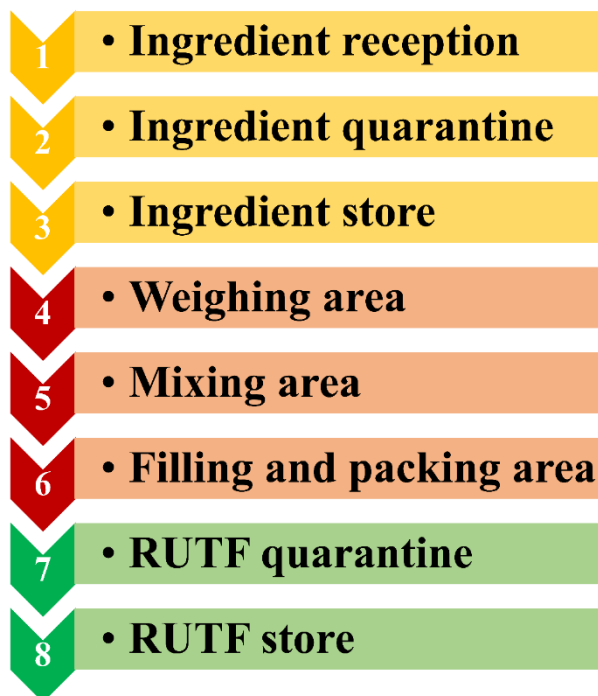 1 • Ingredient reception
2 • Ingredient quarantine
3 • Ingredient store
4 • Weighing area
5 • Mixing area
6 • Filling and packing area
7 • RUTF quarantine
8 • RUTF store